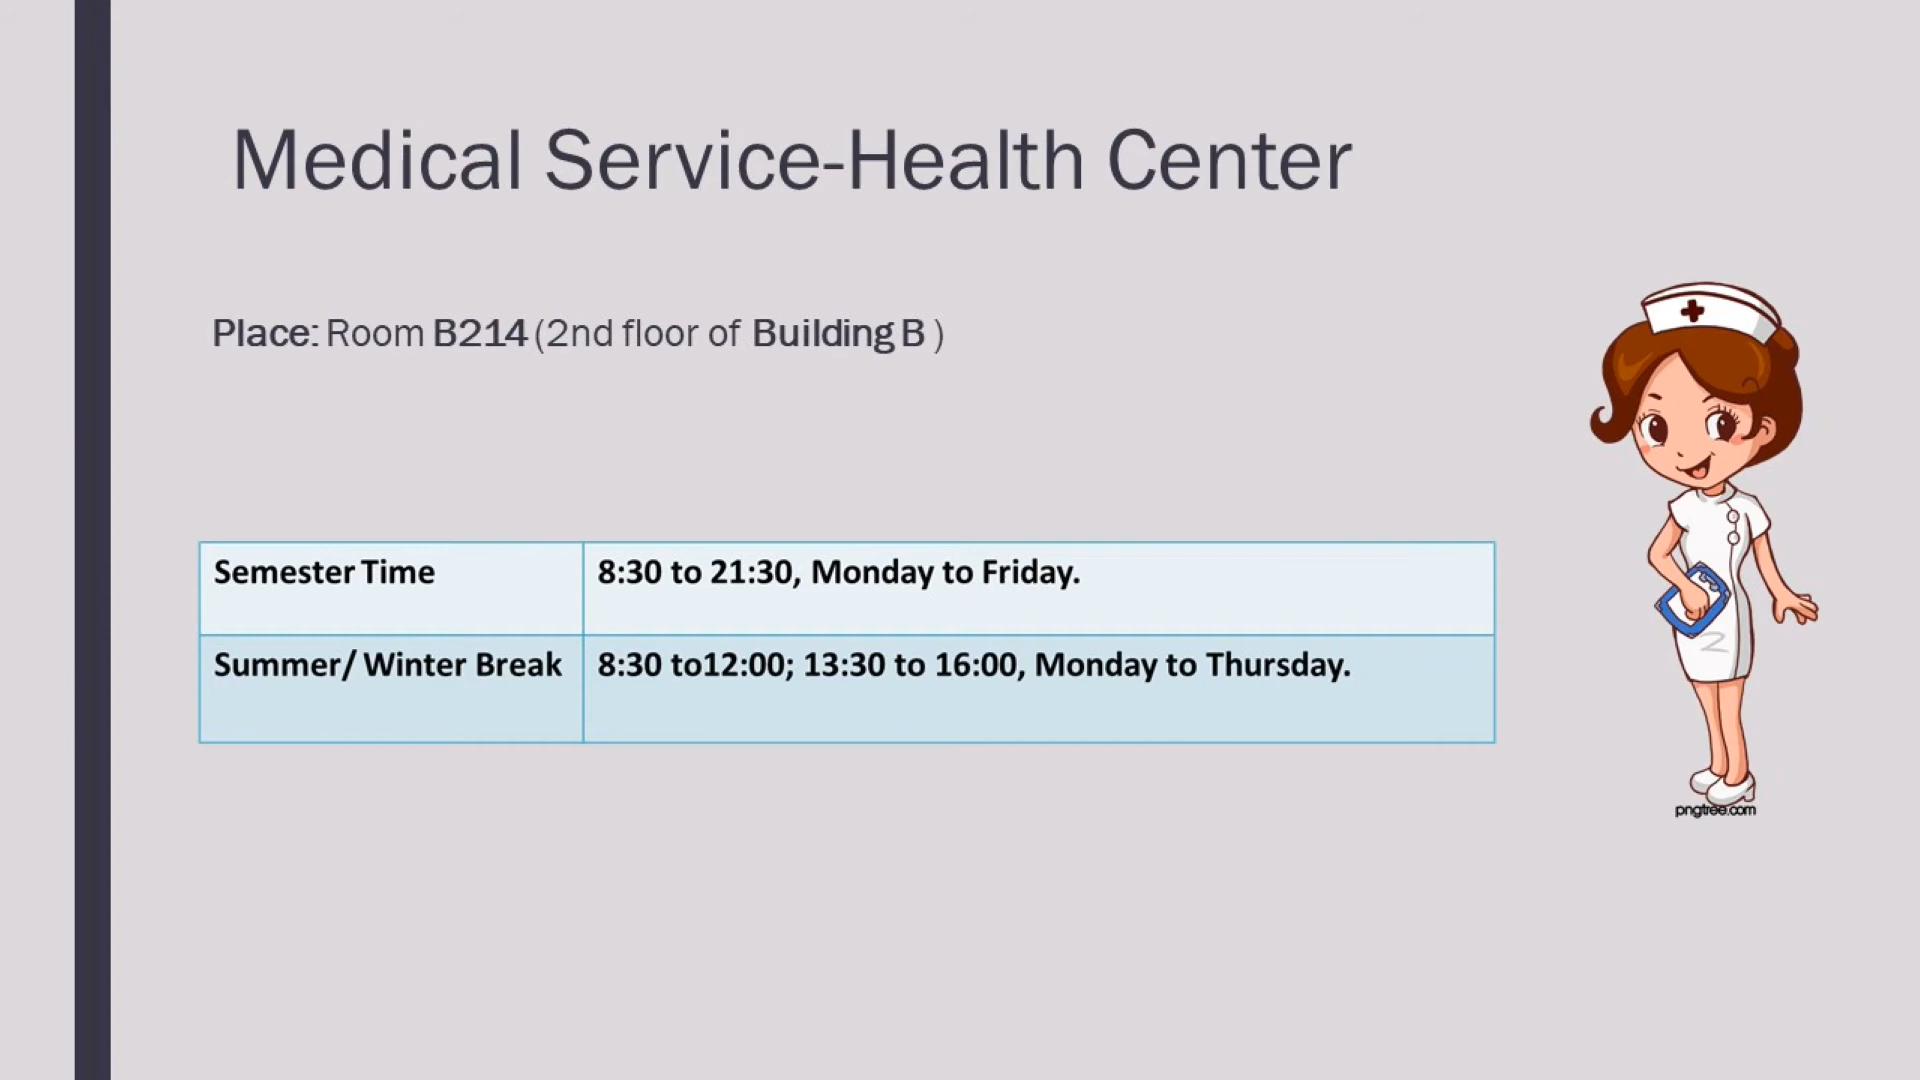 Medical Service-Health Center
Place: Room B214 (2nd floor of Building B )
Semester Time 8:30 to 21:30, Monday to Friday.
Summer/ Winter Break 8:30 to12:00; 13:30 to 16:00, Monday to Thursday.
pngtree.com